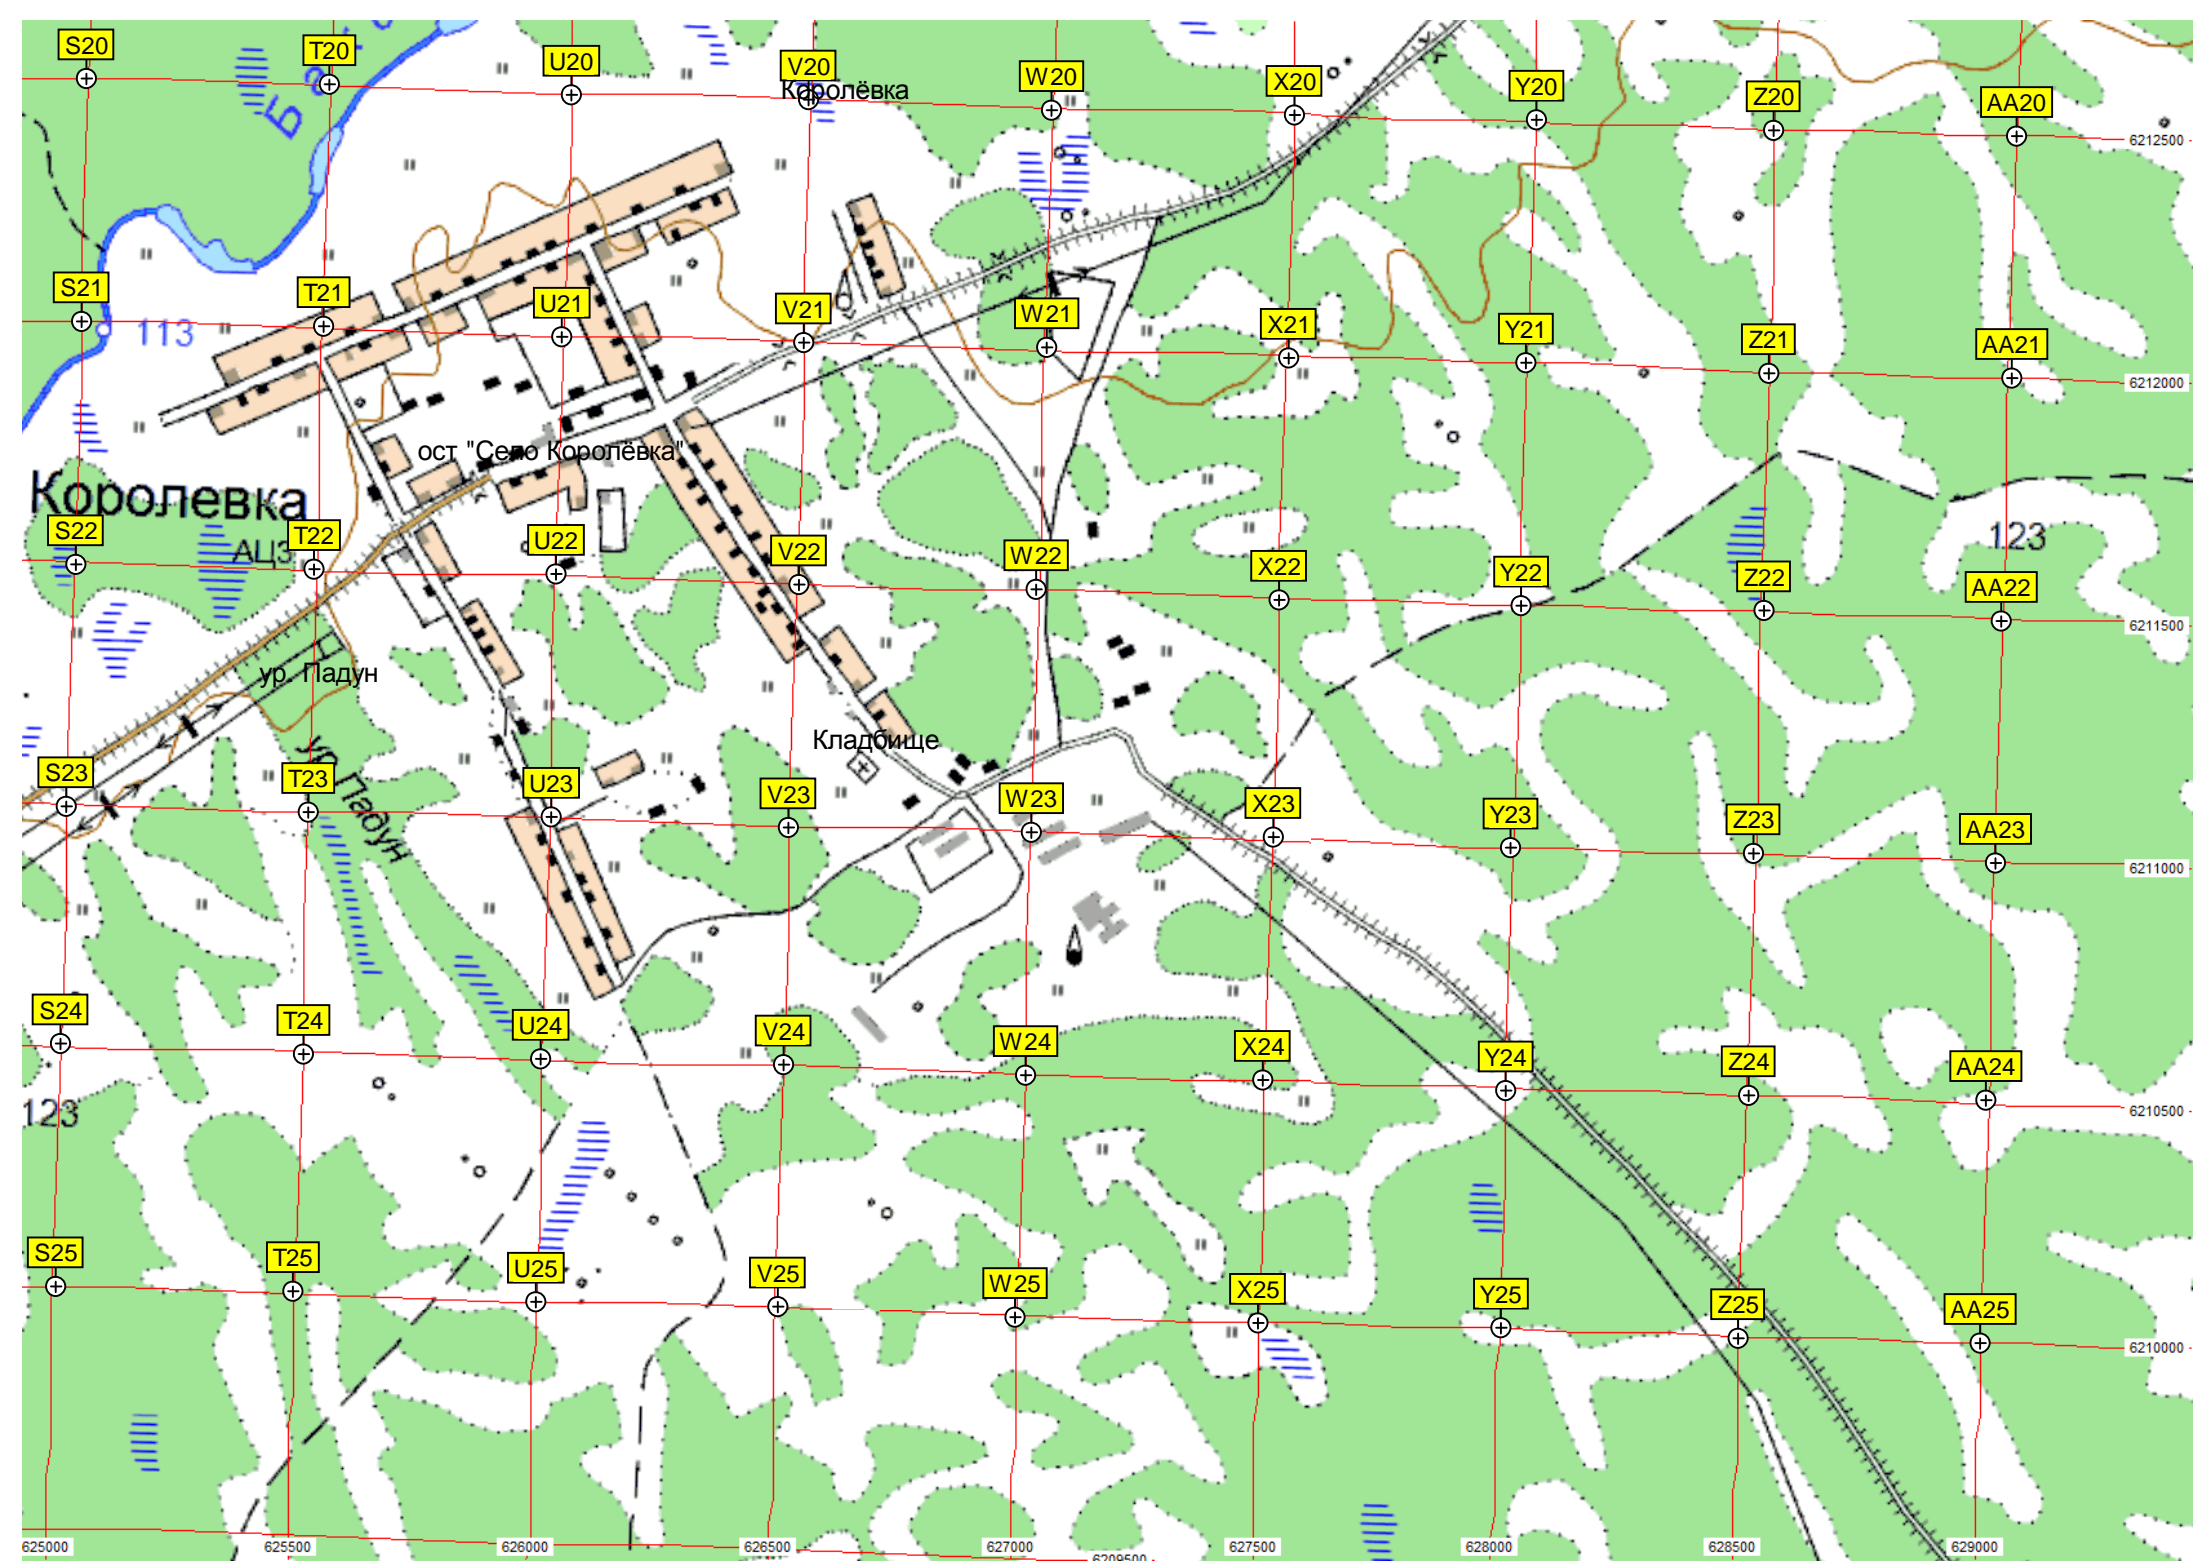 S20 T20 U20 V20 W20 X20 Y20 Z20 AA20
Королёвка
6212500
S21 T21 U21 V21 W21 X21 Y21 Z21 AA21
113
6212000
ост "Село Королёвка"
Королевка
123
S22 T22 U22 V22 W22 X22 Y22 Z22 AA22
АЦЗ
6211500
ур. Падун
Кладбище
ур. Падун
S23 T23 U23 V23 W23 X23 Y23 Z23 AA23
6211000
S24 T24 U24 V24 W24 X24 Y24 Z24 AA24
123
6210500
S25 T25 U25 V25 W25 X25 Y25 Z25 AA25
6210000
625000 625500 626000 626500 627000 627500 628000 628500 629000
6209500